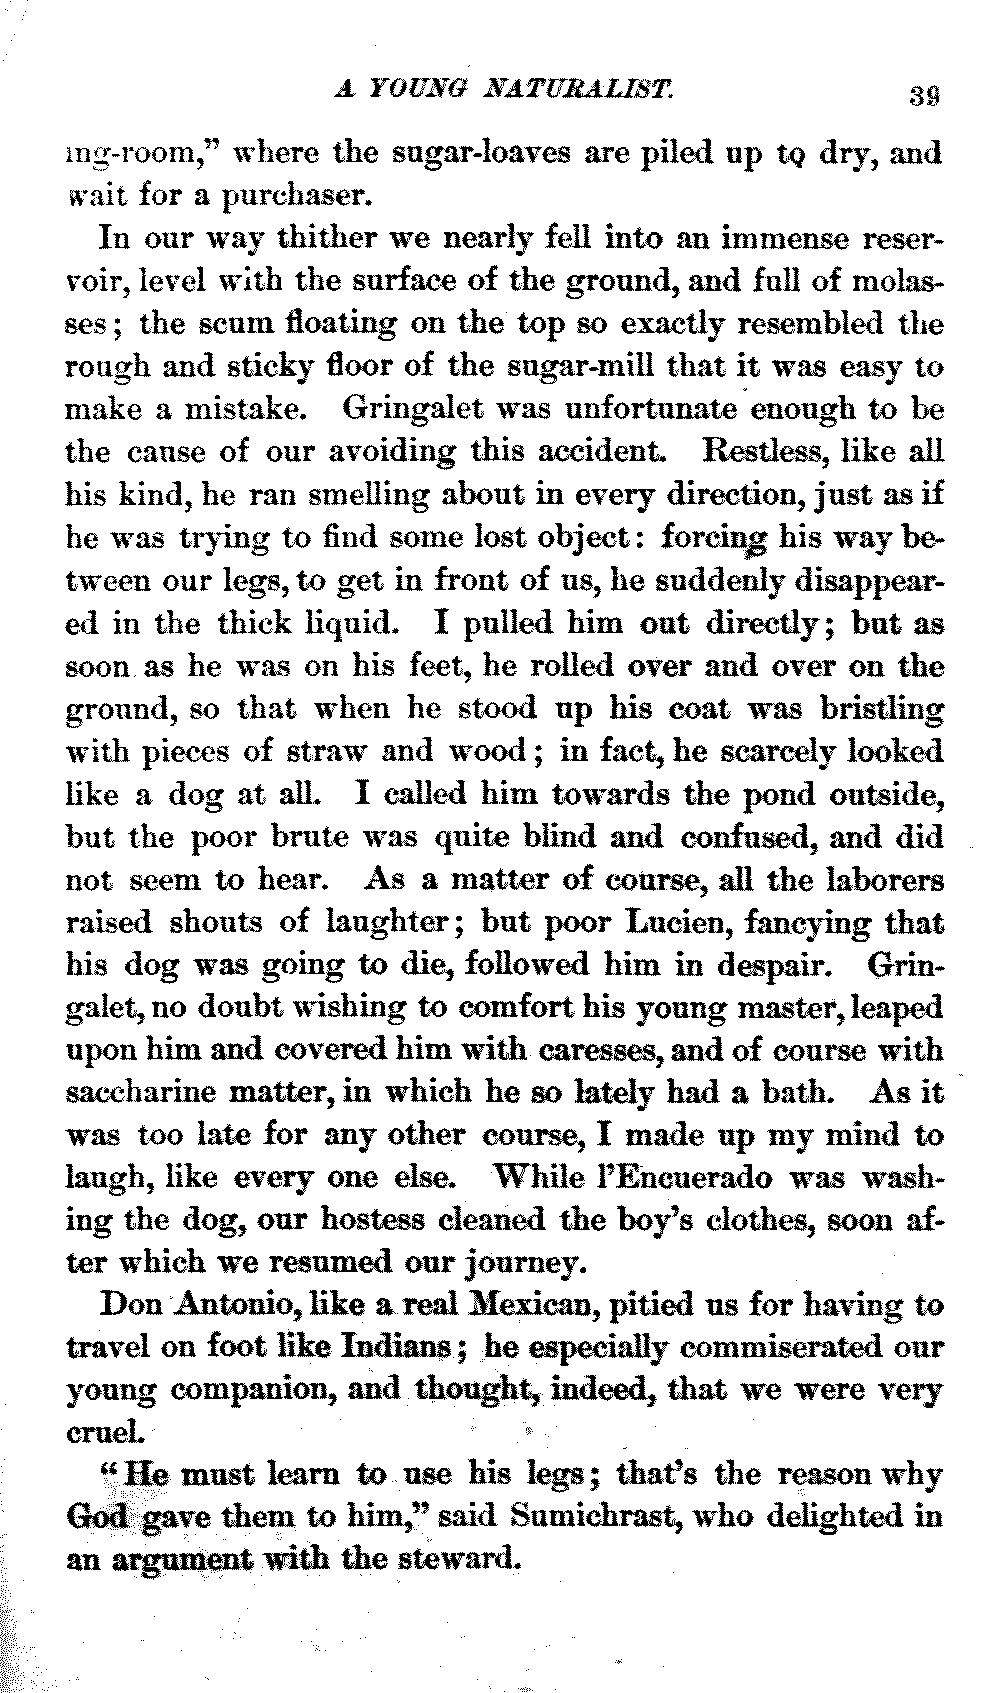 A YOUNG NATURALIST. 39
ing-room,” where the sugar-loaves are piled up to dry, and
wait for a purchaser.
In our way thither we nearly fell into an immense reser-
voir, level with the surface of the ground, and full of molas-
ses; the scum floating on the top so exactly resembled the
rough and sticky floor of the sugar-mill that it was easy to
make a mistake. Gringalet was unfortunate enough to be
the cause of our avoiding this accident. Restless, like all
his kind, he ran smelling about in every direction, just as if
he was trying to find some lost object: forcing his way be-
tween our legs, to get in front of us, he suddenly disappear-
ed in the thick liquid. I pulled him out directly; but as
soon as he was on his feet, he rolled over and over on the
ground, so that when he stood up his coat was bristling
with pieces of straw and wood; in fact, he scarcely looked
like a dog at all. I called him towards the pond outside,
but the poor brute was quite blind and confused, and did
not seem to hear. As a matter of course, all the laborers
raised shouts of laughter; but poor Lucien, fancying that
his dog was going to die, followed him in despair. Grin-
galet, no doubt wishing to comfort his young master, leaped
upon him and covered him with caresses, and of course with
saccharine matter, in which he so lately had a bath. As it
was too late for any other course, I made up my mind to
laugh, like every one else. While l’Encuerado was wash-
ing the dog, our hostess cleaned the boy’s clothes, soon af-
ter which we resumed our journey.
Don Antonio, like a real Mexican, pitied us for having to
travel on foot like Indians; he especially commiserated our
young companion, and thought, indeed, that we were very
cruel.
“He must learn to use his legs; that’s the reason why
God gave them to him,” said Sumichrast, who delighted in
an argument with the steward.